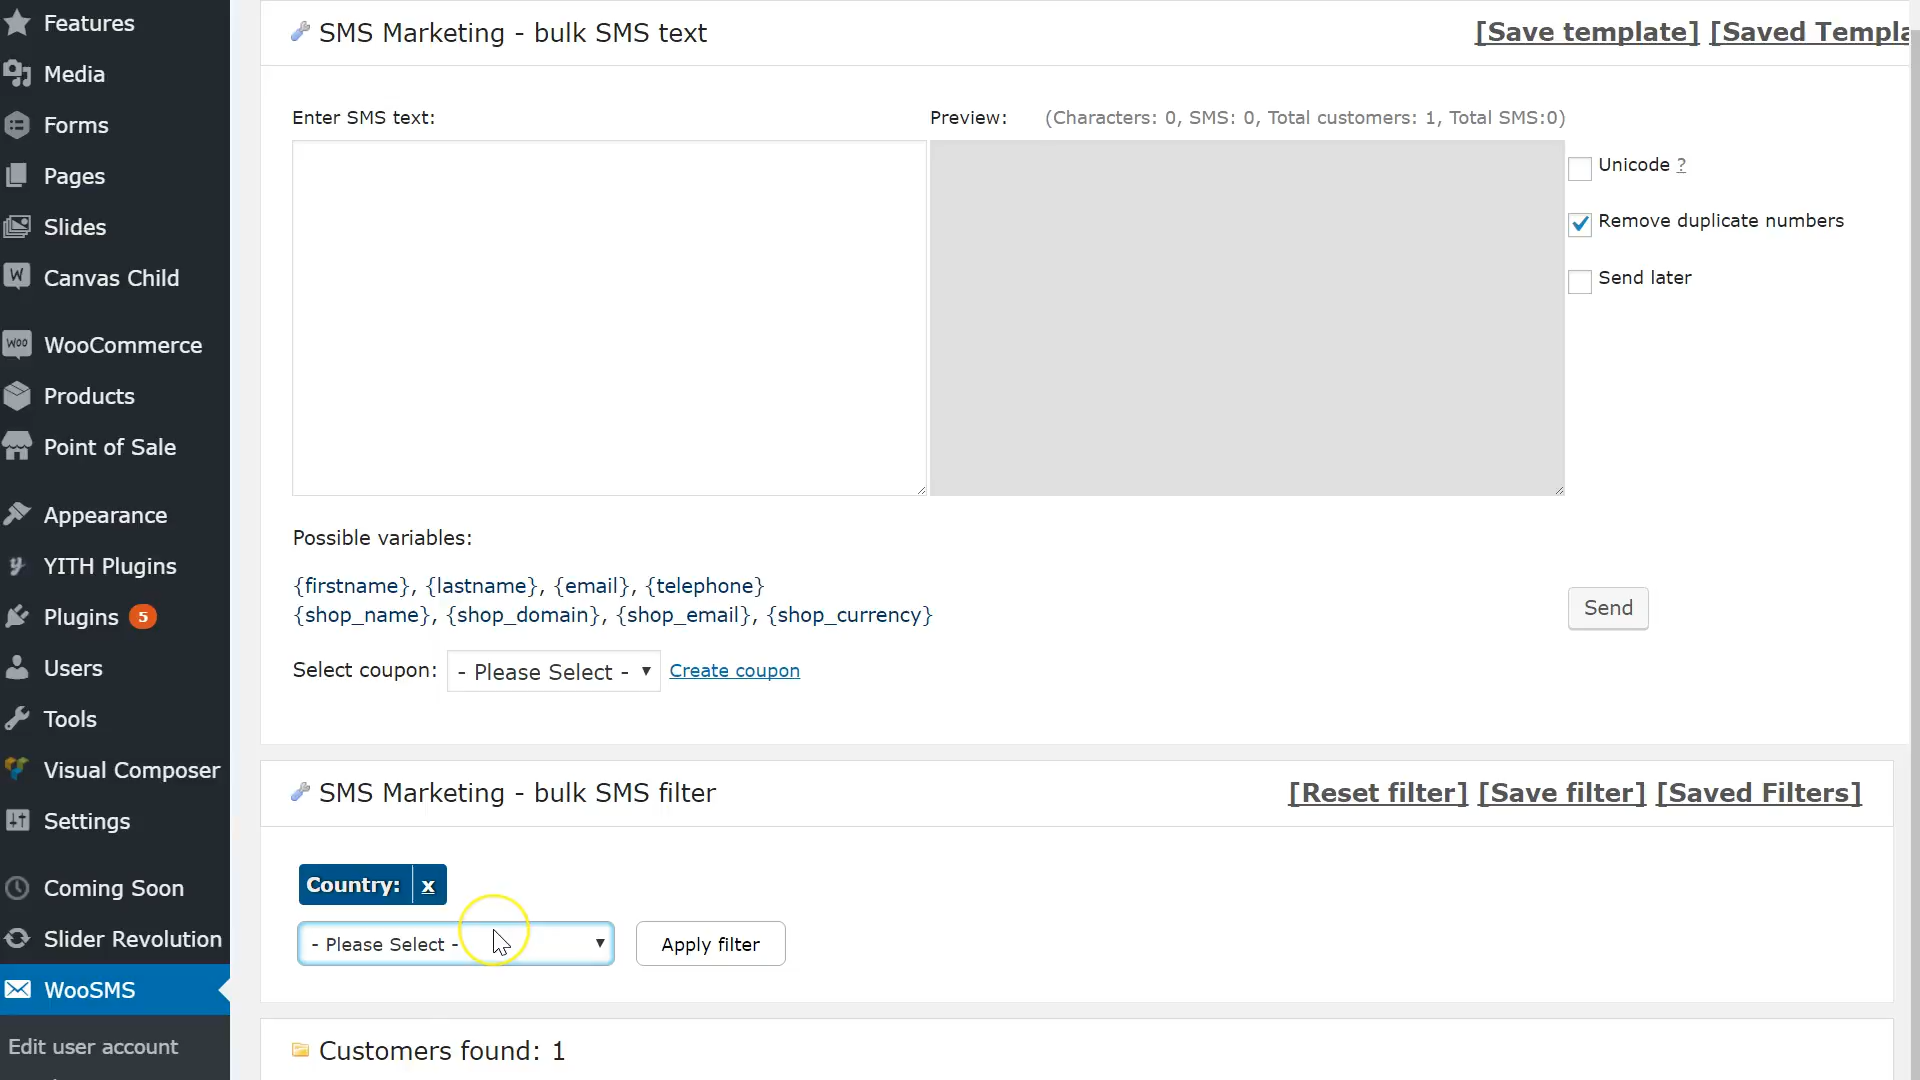 Features
Media
Forms
Pages
Slides
Canvas Child
WooCommerce
Products
Point of Sale
Appearance
YITH Plugins
Plugins 5
Users
Tools
Visual Composer
Settings
Coming Soon
Slider Revolution
WooSMS
Edit user account
SMS Marketing - bulk SMS text
[Save template] [Saved Templa
Enter SMS text:
Preview: (Characters: 0, SMS: 0, Total customers: 1, Total SMS:0)
Unicode ?
Remove duplicate numbers
Send later
Possible variables:
{firstname}, {lastname}, {email}, {telephone}
{shop_name}, {shop_domain}, {shop_email}, {shop_currency}
Send
Select coupon: - Please Select - Create coupon
SMS Marketing - bulk SMS filter
[Reset filter] [Save filter] [Saved Filters]
Country: x
- Please Select -
Apply filter
Customers found: 1